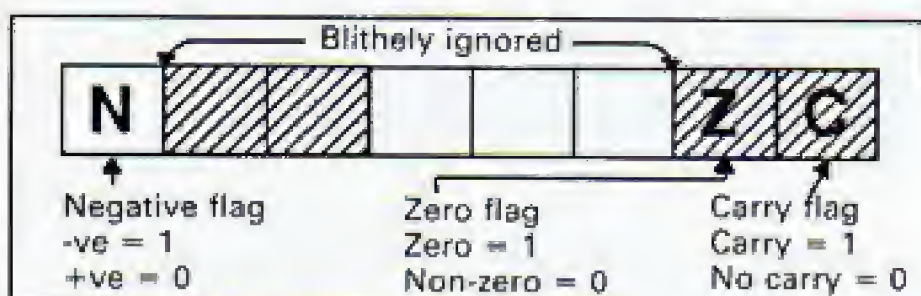 Blithely ignored
N Z C
Negative flag
-ve = 1
+ve = 0
Zero flag
Zero = 1
Non-zero = 0
Carry flag
Carry = 1
No carry = 0